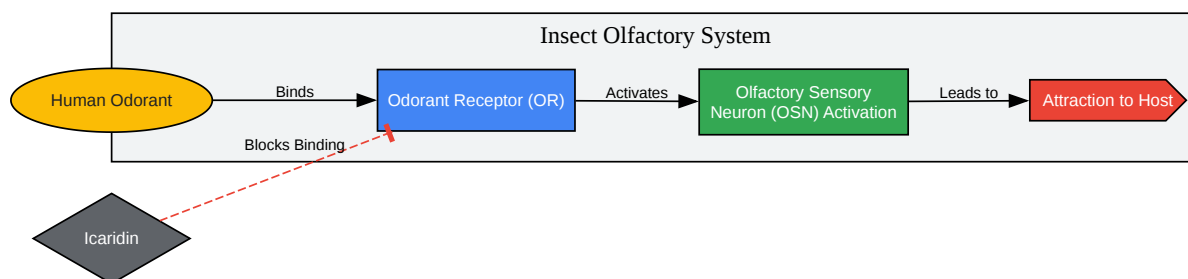 Insect Olfactory System
Human Odorant
Binds
Odorant Receptor (OR)
Activates
Olfactory Sensory
Neuron (OSN) Activation
Leads to
Attraction to Host
Blocks Binding
Icaridin